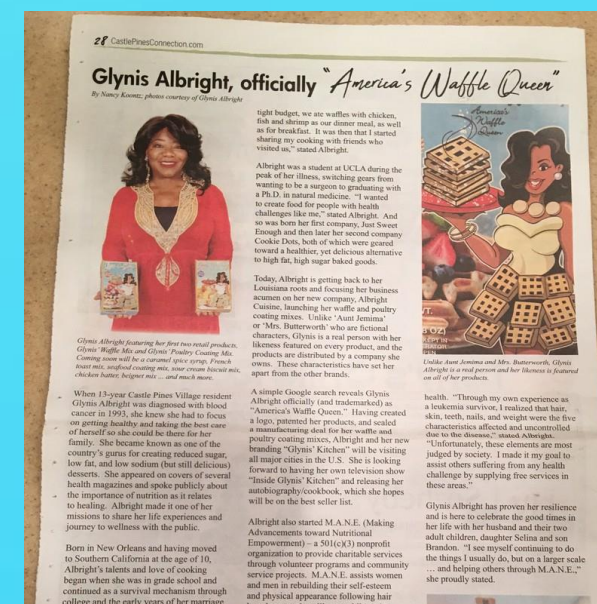 28 CastlePinesConnection.com
Glynis Albright, officially "America's Waffle Queen"
By Nancy Koontz; photos courtesy of Glynis Albright
Glynis Albright featuring her first two retail products,
Glynis' Waffle Mix and Glynis' Poultry Coating Mix.
Coming soon will be a caramel spice syrup, French
toast mix, seafood coating mix, sour cream biscuit mix,
chicken batter, beignet mix ... and much more.
When 13-year Castle Pines Village resident
Glynis Albright was diagnosed with blood
cancer in 1993, she knew she had to focus
on getting healthy and taking the best care
of herself so she could be there for her
family. She became known as one of the
country's gurus for creating reduced sugar,
low fat, and low sodium (but still delicious)
desserts. She appeared on covers of several
health magazines and spoke publicly about
the importance of nutrition as it relates
to healing. Albright made it one of her
missions to share her life experiences and
journey to wellness with the public.
Born in New Orleans and having moved
to Southern California at the age of 10,
Albright's talents and love of cooking
began when she was in grade school and
continued as a survival mechanism through
college and the early years of her marriage
tight budget, we ate waffles with chicken,
fish and shrimp as our dinner meal, as well
as for breakfast. It was then that I started
sharing my cooking with friends who
visited us," stated Albright.
Albright was a student at UCLA during the
peak of her illness, switching gears from
wanting to be a surgeon to graduating with
a Ph.D. in natural medicine. "I wanted
to create food for people with health
challenges like me," stated Albright. And
so was born her first company, Just Sweet
Enough and then later her second company
Cookie Dots, both of which were geared
toward a healthier, yet delicious alternative
to high fat, high sugar baked goods.
Today, Albright is getting back to her
Louisiana roots and focusing her business
acumen on her new company, Albright
Cuisine, launching her waffle and poultry
coating mixes. Unlike 'Aunt Jemima'
or 'Mrs. Butterworth' who are fictional
characters, Glynis is a real person with her
likeness featured on every product, and the
products are distributed by a company she
owns. These characteristics have set her
apart from the other brands.
A simple Google search reveals Glynis
Albright officially (and trademarked) as
"America's Waffle Queen." Having created
a logo, patented her products, and sealed
a manufacturing deal for her waffle and
poultry coating mixes, Albright and her new
branding "Glynis' Kitchen" will be visiting
all major cities in the U.S. She is looking
forward to having her own television show
"Inside Glynis' Kitchen" and releasing her
autobiography/cookbook, which she hopes
will be on the best seller list.
Albright also started M.A.N.E. (Making
Advancements toward Nutritional
Empowerment) – a 501(c)(3) nonprofit
organization to provide charitable services
through volunteer programs and community
service projects. M.A.N.E. assists women
and men in rebuilding their self-esteem
and physical appearance following hair
America's
Waffle
Queen
Unlike Aunt Jemima and Mrs. Butterworth, Glynis
Albright is a real person and her likeness is featured
on all of her products.
health. "Through my own experience as
a leukemia survivor, I realized that hair,
skin, teeth, nails, and weight were the five
characteristics affected and uncontrolled
due to the disease," stated Albright.
"Unfortunately, these elements are most
judged by society. I made it my goal to
assist others suffering from any health
challenge by supplying free services in
these areas."
Glynis Albright has proven her resilience
and is here to celebrate the good times in
her life with her husband and their two
adult children, daughter Selina and son
Brandon. "I see myself continuing to do
the things I usually do, but on a larger scale
... and helping others through M.A.N.E.,"
she proudly stated.